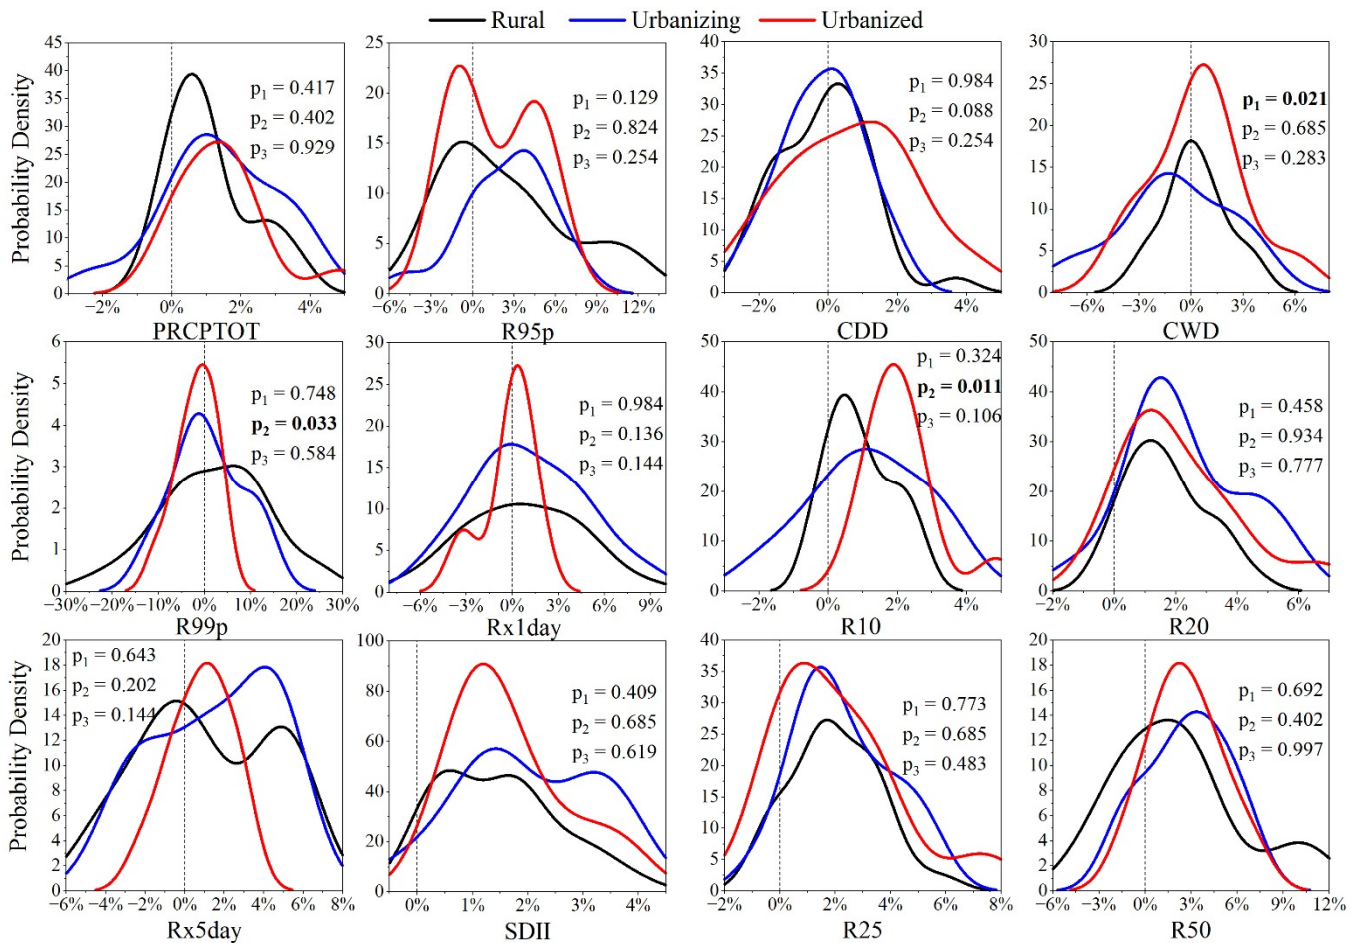 Rural Urbanizing Urbanized
Probability Density
45
40
35
30
25
20
15
10
5
0
p1 = 0.417
p2 = 0.402
p3 = 0.929
−2% 0% 2% 4%
PRCPTOT
25
20
15
10
5
0
p1 = 0.129
p2 = 0.824
p3 = 0.254
−6% −3% 0% 3% 6% 9% 12%
R95p
40
35
30
25
20
15
10
5
0
p1 = 0.984
p2 = 0.088
p3 = 0.254
−2% 0% 2% 4%
CDD
30
25
20
15
10
5
0
p1 = 0.021
p2 = 0.685
p3 = 0.283
−6% −3% 0% 3% 6%
CWD
Probability Density
6
5
4
3
2
1
0
p1 = 0.748
p2 = 0.033
p3 = 0.584
−30% −20% −10% 0% 10% 20% 30%
R99p
30
25
20
15
10
5
0
p1 = 0.984
p2 = 0.136
p3 = 0.144
−6% −3% 0% 3% 6% 9%
Rx1day
50
40
30
20
10
0
p1 = 0.324
p2 = 0.011
p3 = 0.106
−2% 0% 2% 4%
R10
50
40
30
20
10
0
p1 = 0.458
p2 = 0.934
p3 = 0.777
−2% 0% 2% 4% 6%
R20
Probability Density
20
18
16
14
12
10
8
6
4
2
0
p1 = 0.643
p2 = 0.202
p3 = 0.144
−6% −4% −2% 0% 2% 4% 6% 8%
Rx5day
100
80
60
40
20
0
p1 = 0.409
p2 = 0.685
p3 = 0.619
0% 1% 2% 3% 4%
SDII
40
35
30
25
20
15
10
5
0
p1 = 0.773
p2 = 0.685
p3 = 0.483
−2% 0% 2% 4% 6% 8%
R25
20
18
16
14
12
10
8
6
4
2
0
p1 = 0.692
p2 = 0.402
p3 = 0.997
−6% −3% 0% 3% 6% 9% 12%
R50